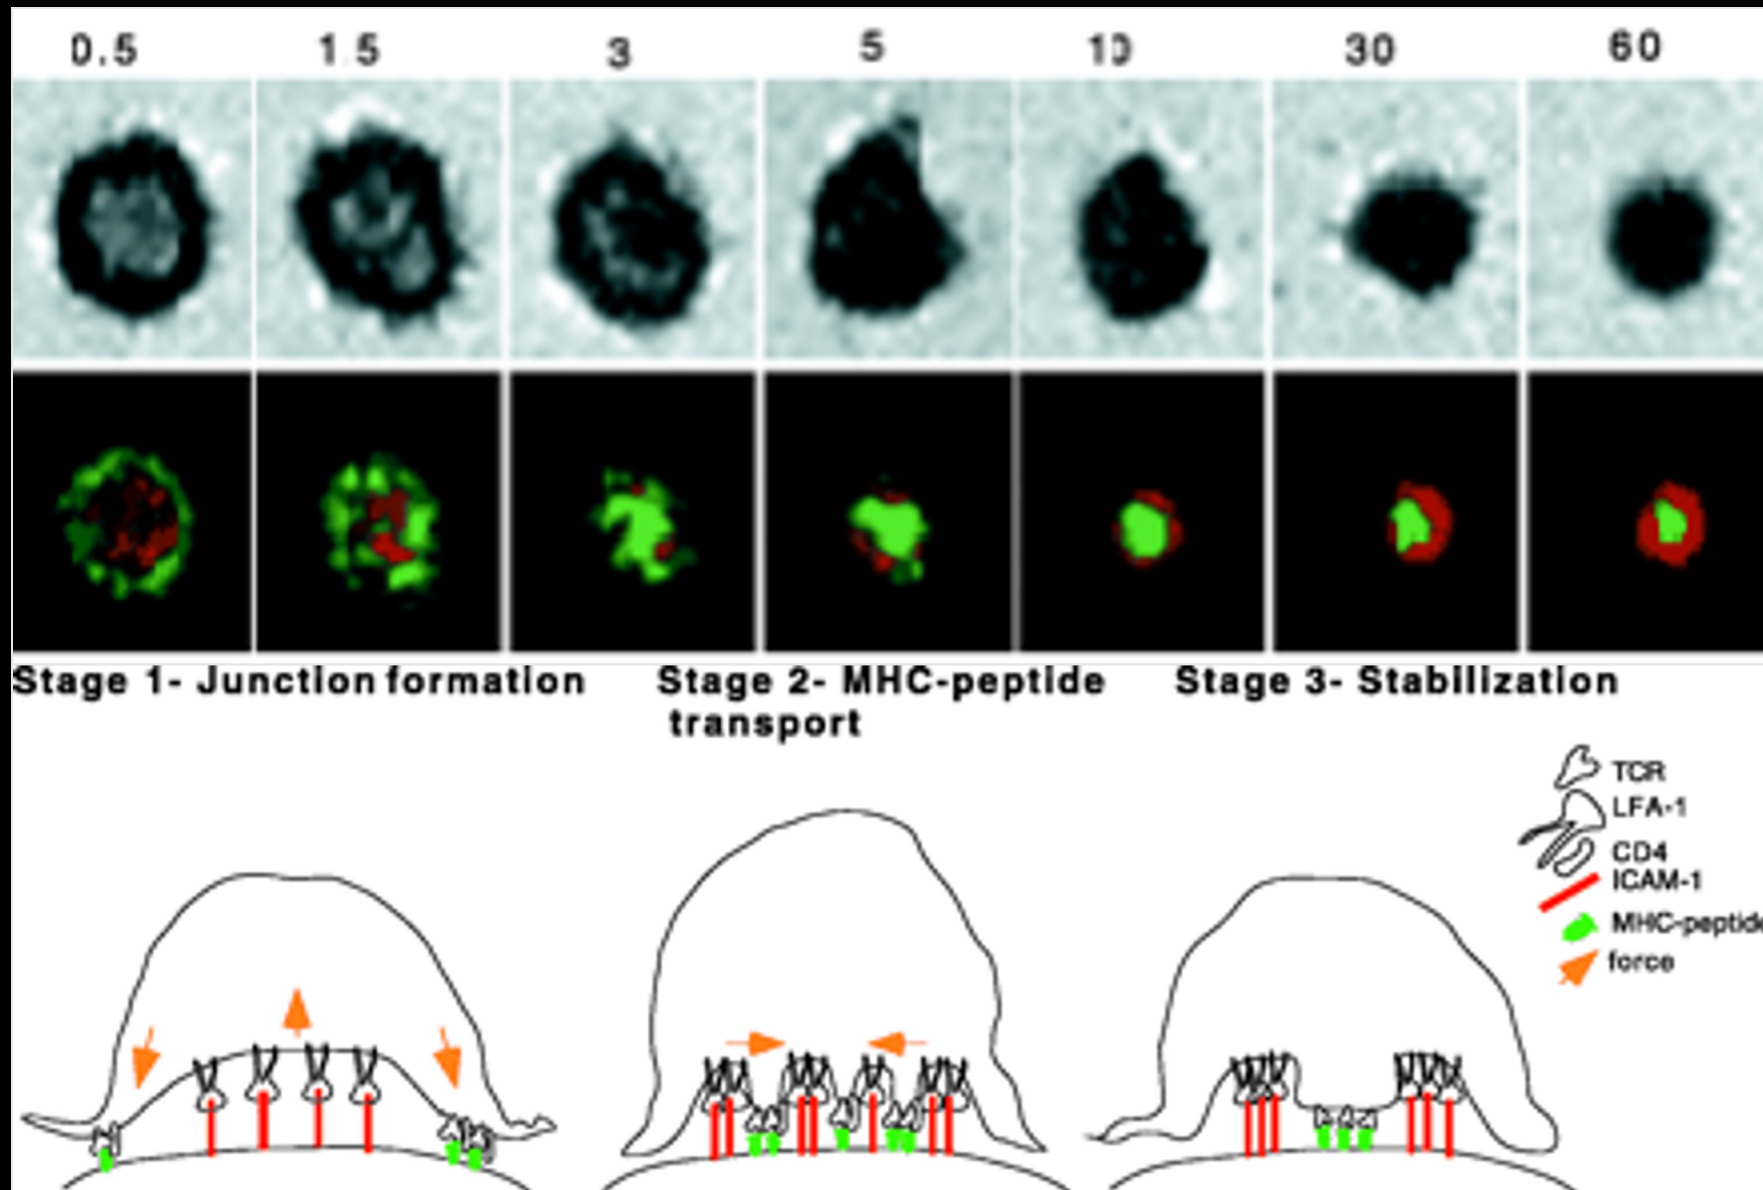 0.5 1.5 3 5 10 30 60
Stage 1- Junction formation
Stage 2- MHC-peptide
transport
Stage 3- Stabilization
TCR
LFA-1
CD4
ICAM-1
MHC-peptide
force